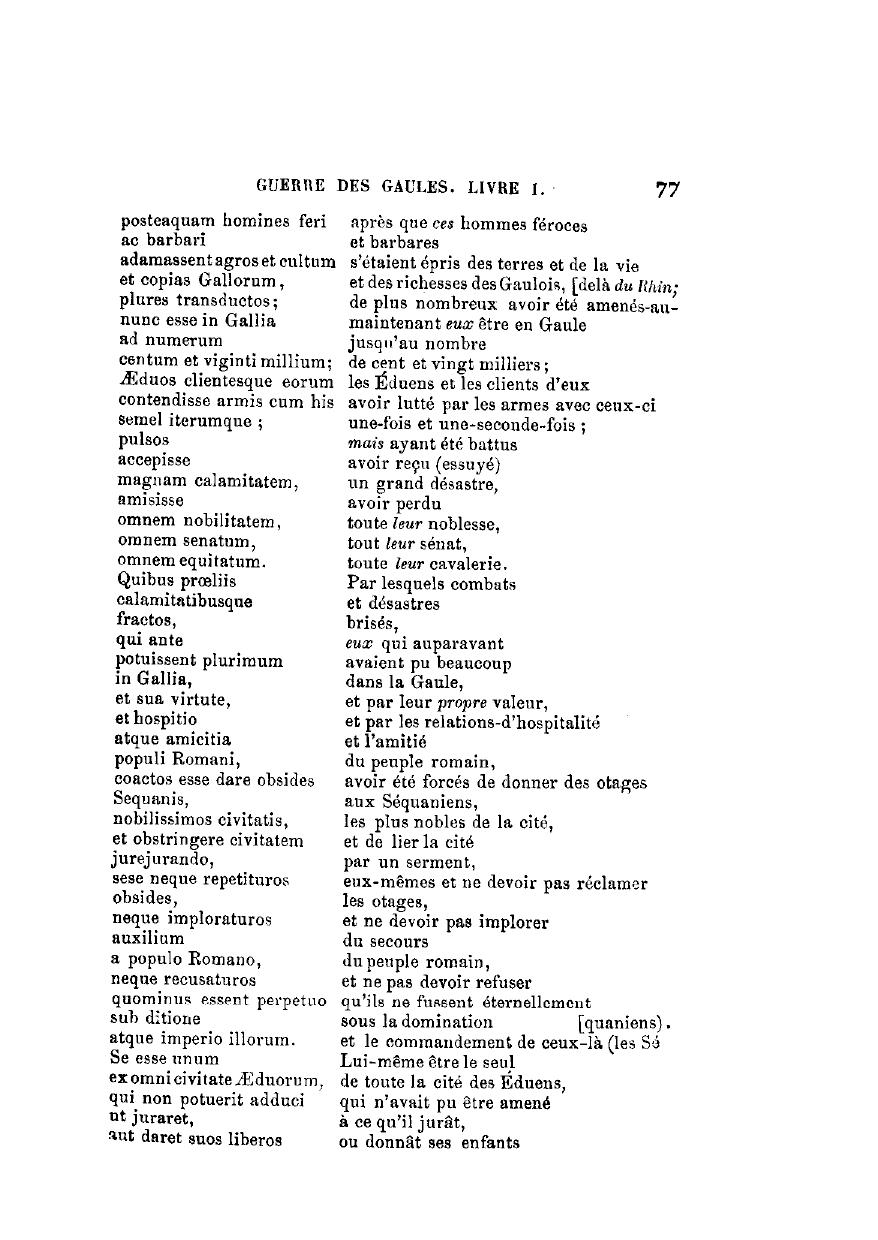 GUERRE DES GAULES. LIVRE I. 77
posteaquam homines feri après que ces hommes féroces
ac barbari et barbares
adamassent agros et cultum s'étaient épris des terres et de la vie
et copias Gallorum, et des richesses des Gaulois, [delà du Rhin;
plures transductos; de plus nombreux avoir été amenés-au-
nunc esse in Gallia maintenant eux être en Gaule
ad numerum jusqu'au nombre
centum et viginti millium; de cent et vingt milliers;
Æduos clientesque eorum les Éduens et les clients d'eux
contendisse armis cum his avoir lutté par les armes avec ceux-ci
semel iterumque; une-fois et une-seconde-fois;
pulsos mais ayant été battus
accepisse avoir reçu (essuyé)
magnam calamitatem, un grand désastre,
amisisse avoir perdu
omnem nobilitatem, toute leur noblesse,
omnem senatum, tout leur sénat,
omnem equitatum. toute leur cavalerie.
Quibus prœliis Par lesquels combats
calamitatibusque et désastres
fractos, brisés,
qui ante eux qui auparavant
potuissent plurimum avaient pu beaucoup
in Gallia, dans la Gaule,
et sua virtute, et par leur propre valeur,
et hospitio et par les relations-d'hospitalité
atque amicitia et l'amitié
populi Romani, du peuple romain,
coactos esse dare obsides avoir été forcés de donner des otages
Sequanis, aux Séquaniens,
nobilissimos civitatis, les plus nobles de la cité,
et obstringere civitatem et de lier la cité
jurejurando, par un serment,
sese neque repetituros eux-mêmes et ne devoir pas réclamer
obsides, les otages,
neque imploraturos et ne devoir pas implorer
auxilium du secours
a populo Romano, du peuple romain,
neque recusaturos et ne pas devoir refuser
quominus essent perpetuo qu'ils ne fussent éternellement
sub ditione sous la domination [quaniens).
atque imperio illorum. et le commandement de ceux-là (les Sé
Se esse unum Lui-même être le seul
ex omni civitate Æduorum, de toute la cité des Éduens,
qui non potuerit adduci qui n'avait pu être amené
ut juraret, à ce qu'il jurât,
aut daret suos liberos ou donnât ses enfants